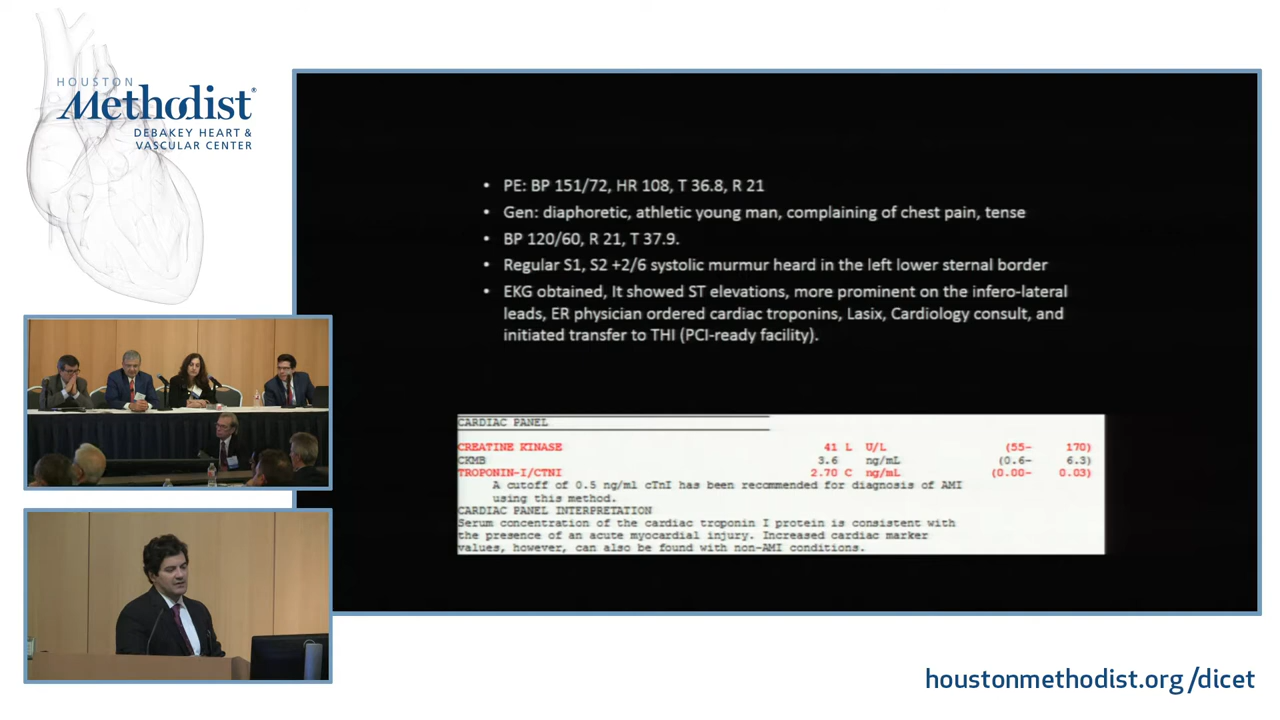 HOUSTON
Methodist®
DEBAKEY HEART &
VASCULAR CENTER
• PE: BP 151/72, HR 108, T 36.8, R 21
• Gen: diaphoretic, athletic young man, complaining of chest pain, tense
• BP 120/60, R 21, T 37.9.
• Regular S1, S2 +2/6 systolic murmur heard in the left lower sternal border
• EKG obtained, It showed ST elevations, more prominent on the infero-lateral
leads, ER physician ordered cardiac troponins, Lasix, Cardiology consult, and
initiated transfer to THI (PCI-ready facility).
CARDIAC PANEL
CREATINE KINASE 41 L U/L (55- 170)
CKMB 3.6 ng/mL (0.6- 6.3)
TROPONIN-I/CTNI 2.70 C ng/mL (0.00- 0.03)
A cutoff of 0.5 ng/ml cTnI has been recommended for diagnosis of AMI
using this method.
CARDIAC PANEL INTERPRETATION
Serum concentration of the cardiac troponin I protein is consistent with
the presence of an acute myocardial injury. Increased cardiac marker
values, however, can also be found with non-AMI conditions.
houstonmethodist.org/dicet